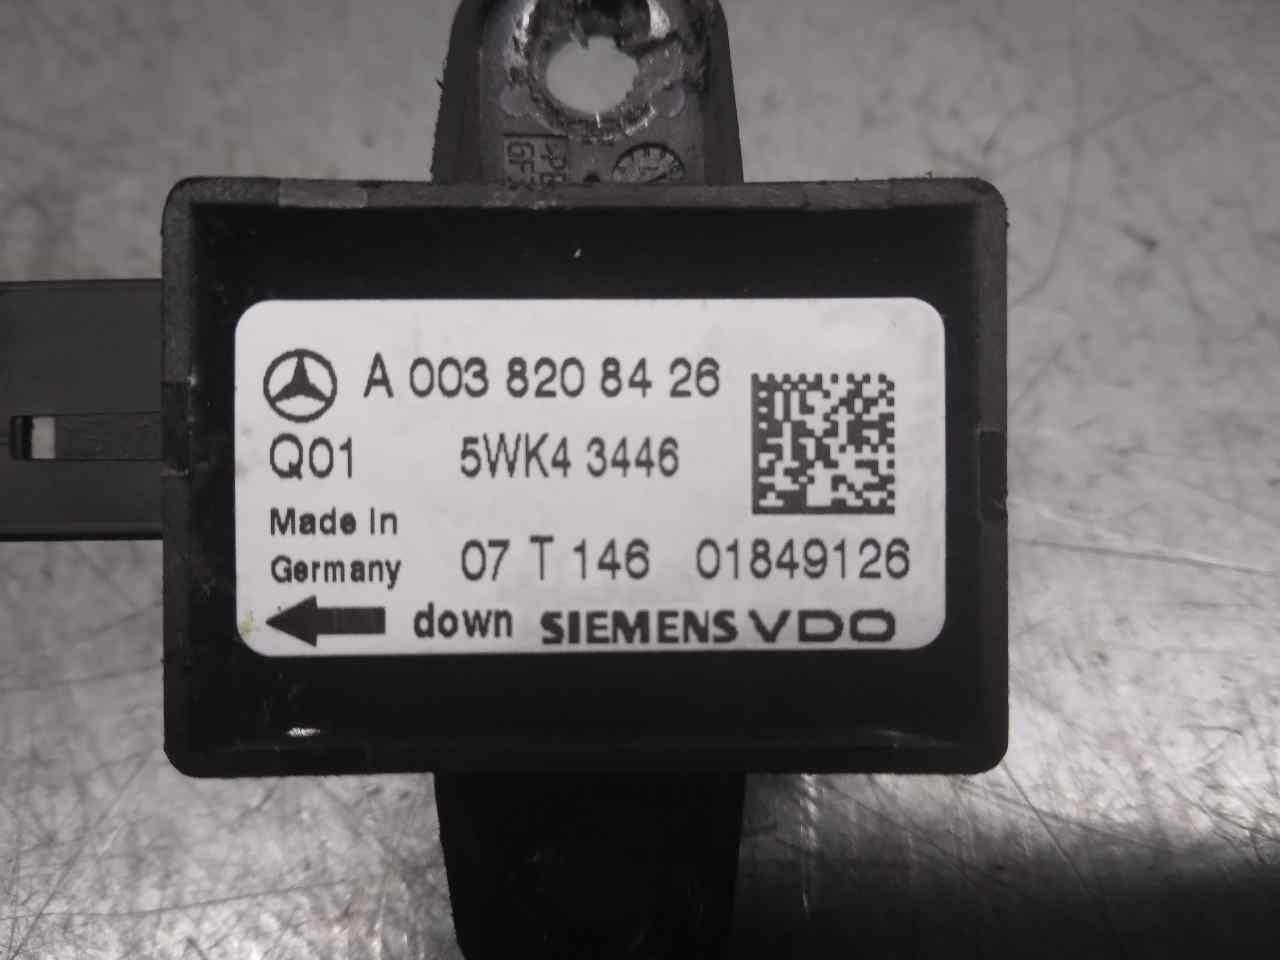 A 003 820 84 26
Q01 5WK4 3446
Made In
Germany 07 T 146 01849126
down SIEMENS VDO